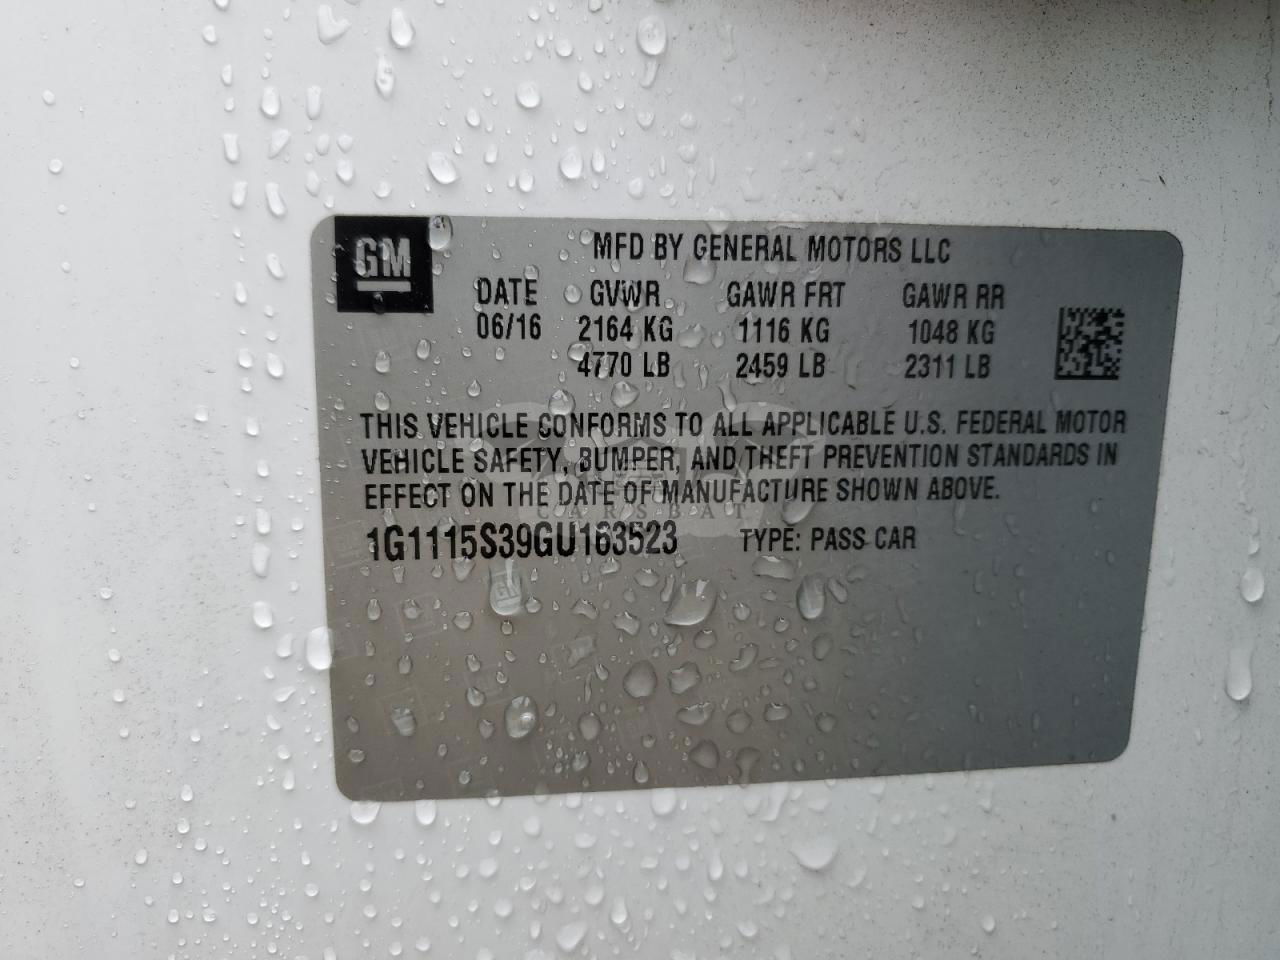 GM
MFD BY GENERAL MOTORS LLC
DATE GVWR GAWR FRT GAWR RR
06/16 2164 KG 1116 KG 1048 KG
4770 LB 2459 LB 2311 LB
THIS VEHICLE CONFORMS TO ALL APPLICABLE U.S. FEDERAL MOTOR
VEHICLE SAFETY, BUMPER, AND THEFT PREVENTION STANDARDS IN
EFFECT ON THE DATE OF MANUFACTURE SHOWN ABOVE.
CARSBAT
1G1115S39GU163523 TYPE: PASS CAR
GM